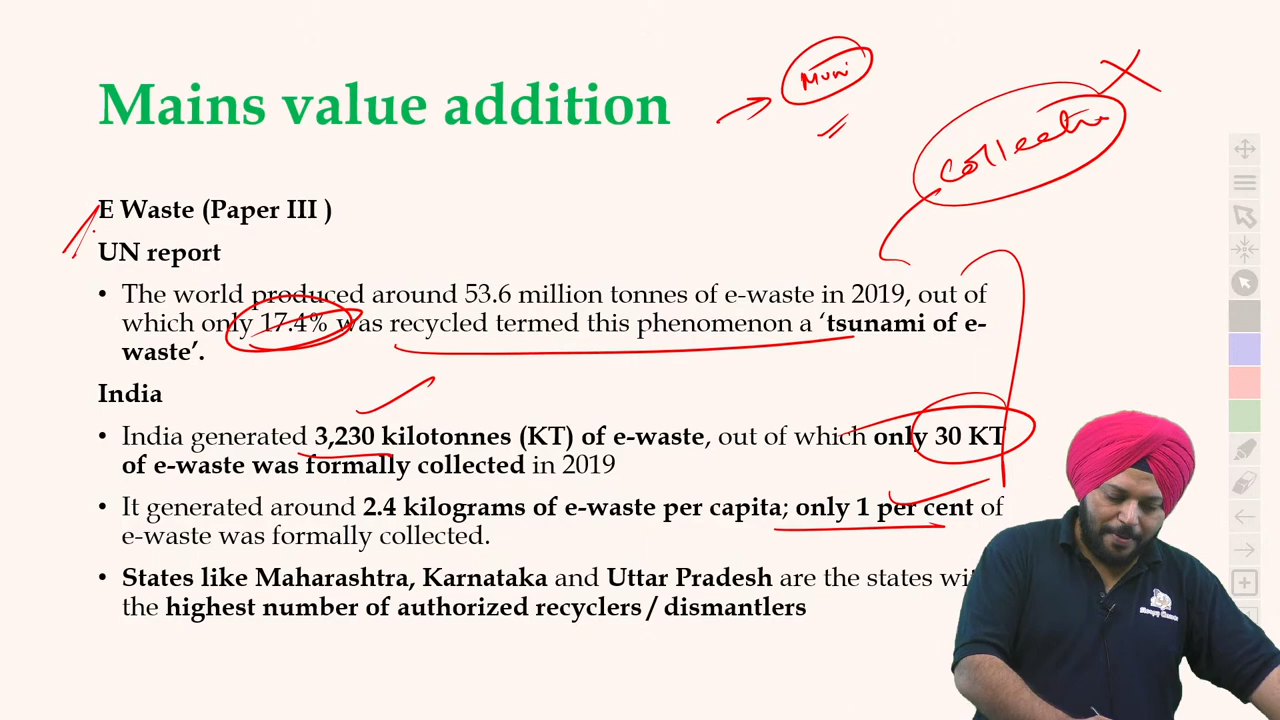 Mains value addition
Muni
Collectn
E Waste (Paper III )
UN report
• The world produced around 53.6 million tonnes of e-waste in 2019, out of
which only 17.4% was recycled termed this phenomenon a ‘tsunami of e-
waste’.
India
• India generated 3,230 kilotonnes (KT) of e-waste, out of which only 30 KT
of e-waste was formally collected in 2019
• It generated around 2.4 kilograms of e-waste per capita; only 1 per cent of
e-waste was formally collected.
• States like Maharashtra, Karnataka and Uttar Pradesh are the states wi
the highest number of authorized recyclers / dismantlers